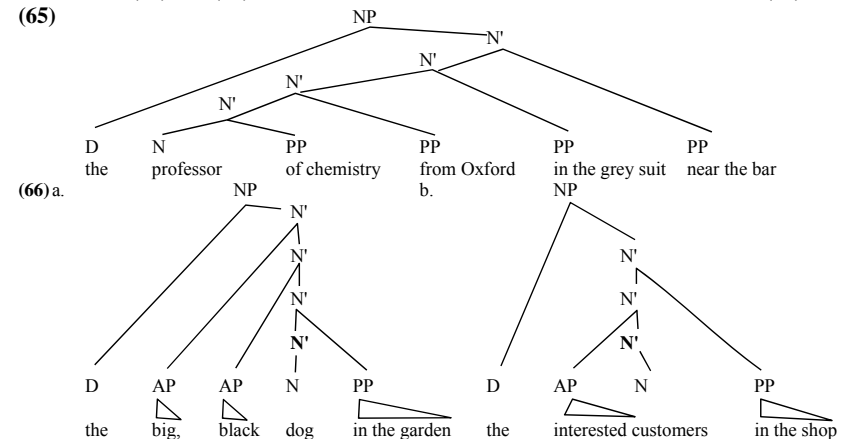 (65) NP
N'
N'
N'
N'
D N PP PP PP PP
the professor of chemistry from Oxford in the grey suit near the bar
(66) a. NP b. NP
N'
N' N'
N' N'
N' N'
D AP AP N PP D AP N PP
the big, black dog in the garden the interested customers in the shop